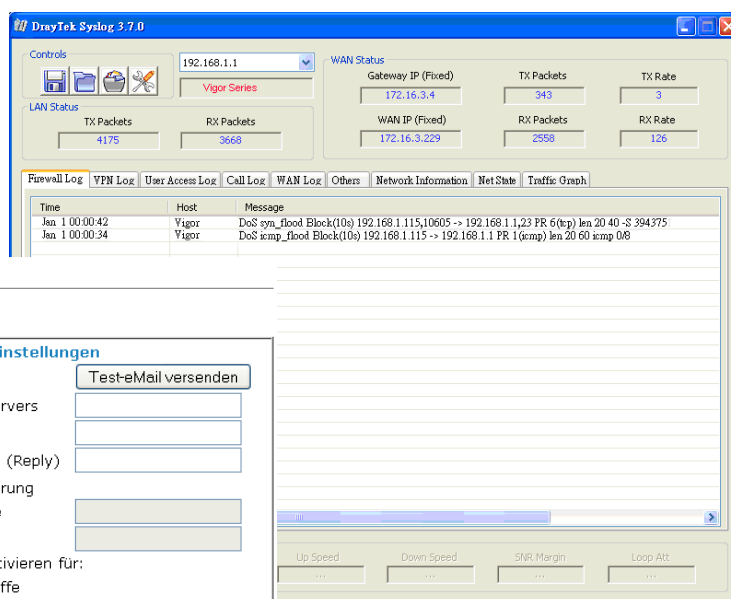 DrayTek Syslog 3.7.0
Controls
192.168.1.1
Vigor Series
WAN Status
Gateway IP (Fixed)
TX Packets
TX Rate
172.16.3.4
343
3
WAN IP (Fixed)
RX Packets
RX Rate
172.16.3.229
2558
126
LAN Status
TX Packets
RX Packets
4175
3668
Firewall Log
VPN Log
User Access Log
Call Log
WAN Log
Others
Network Information
Net State
Traffic Graph
Time
Host
Message
Jan 1 00:00:42
Vigor
DoS syn_flood Block(10s) 192.168.1.115,10605 -> 192.168.1.1,23 PR 6(tcp) len 20 40 -S 394375
Jan 1 00:00:34
Vigor
DoS icmp_flood Block(10s) 192.168.1.115 -> 192.168.1.1 PR 1(icmp) len 20 60 icmp 0/8
instellungen
Test-eMail versenden
rvers
(Reply)
rung
e
tivieren für:
ffe
Up Speed
Down Speed
SNR Margin
Loop Att
...
...
...
...